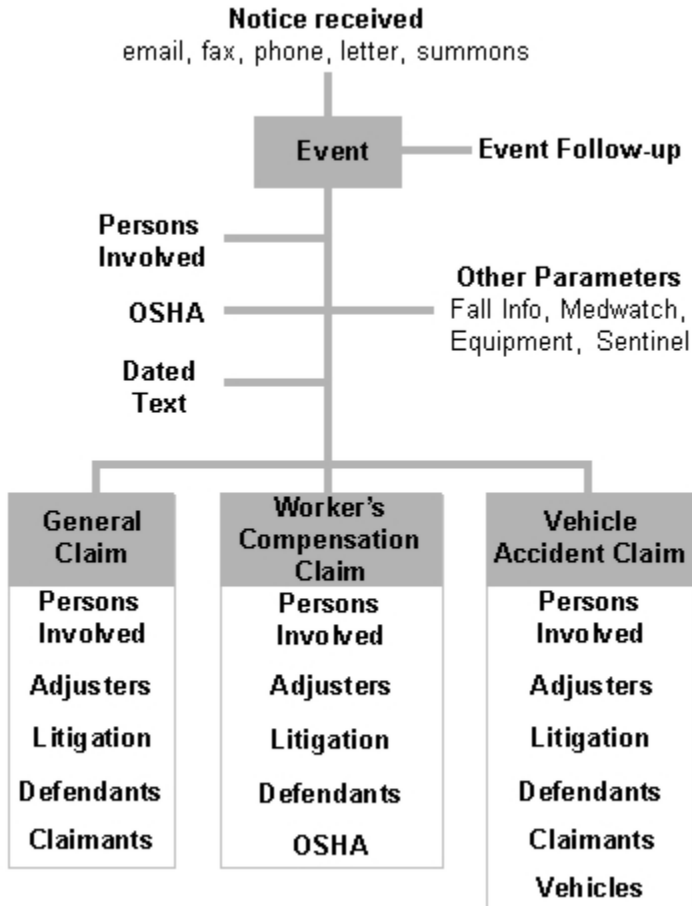 Notice received
email, fax, phone, letter, summons
Event
Event Follow-up
Persons
Involved
OSHA
Dated
Text
Other Parameters
Fall Info, Medwatch,
Equipment, Sentinel
General
Claim
Persons
Involved
Adjusters
Litigation
Defendants
Claimants
Worker's
Compensation
Claim
Persons
Involved
Adjusters
Litigation
Defendants
OSHA
Vehicle
Accident Claim
Persons
Involved
Adjusters
Litigation
Defendants
Claimants
Vehicles